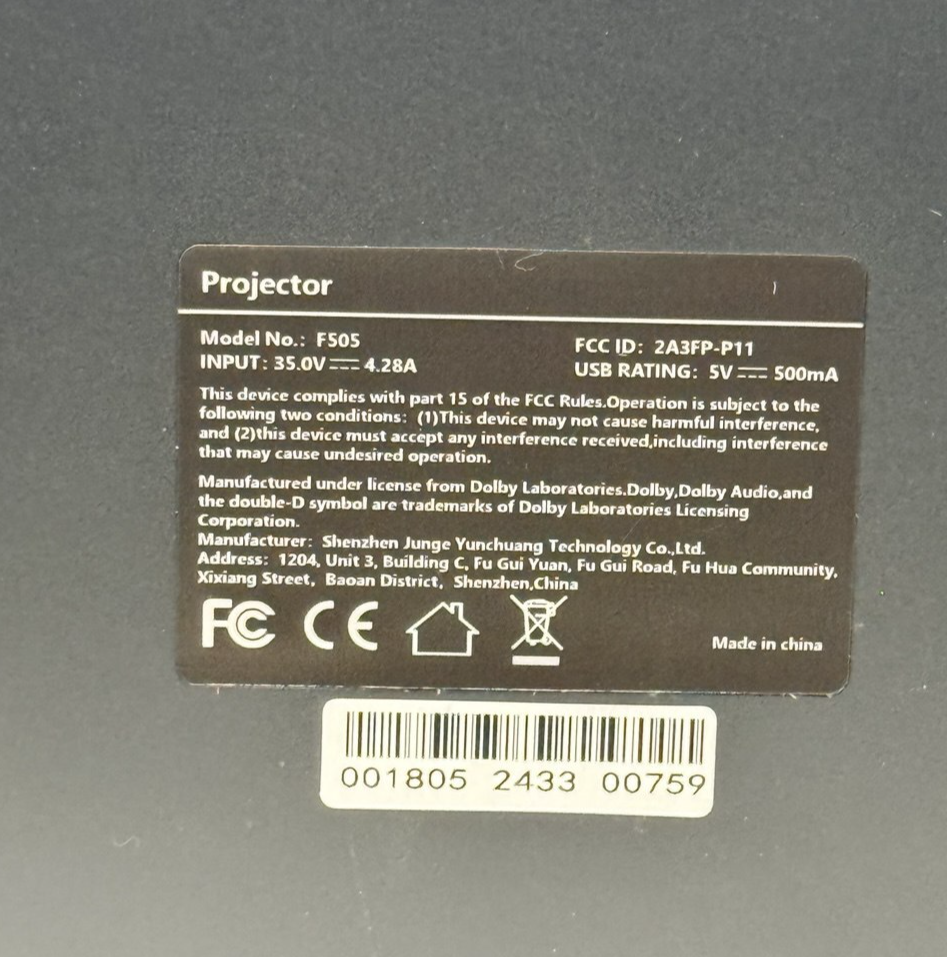 Projector
Model No.: F505
INPUT: 35.0V⎓4.28A
FCC ID: 2A3FP-P11
USB RATING: 5V⎓500mA
This device complies with part 15 of the FCC Rules.Operation is subject to the
following two conditions: (1)This device may not cause harmful interference,
and (2)this device must accept any interference received,including interference
that may cause undesired operation.
Manufactured under license from Dolby Laboratories.Dolby,Dolby Audio,and
the double-D symbol are trademarks of Dolby Laboratories Licensing
Corporation.
Manufacturer: Shenzhen Junge Yunchuang Technology Co.,Ltd.
Address: 1204, Unit 3, Building C, Fu Gui Yuan, Fu Gui Road, Fu Hua Community,
Xixiang Street, Baoan District, Shenzhen,China
FC CE
Made in china
001805 2433 00759